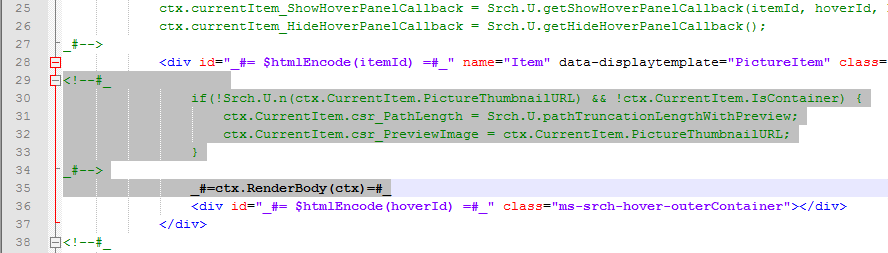 25 ctx.currentItem_ShowHoverPanelCallback = Srch.U.getShowHoverPanelCallback(itemId, hoverId,
26 ctx.currentItem_HideHoverPanelCallback = Srch.U.getHideHoverPanelCallback();
27 _#-->
28 <div id="_#= $htmlEncode(itemId) =#_" name="Item" data-displaytemplate="PictureItem" class=
29 <!--#_
30 if(!Srch.U.n(ctx.CurrentItem.PictureThumbnailURL) && !ctx.CurrentItem.IsContainer) {
31 ctx.CurrentItem.csr_PathLength = Srch.U.pathTruncationLengthWithPreview;
32 ctx.CurrentItem.csr_PreviewImage = ctx.CurrentItem.PictureThumbnailURL;
33 }
34 _#-->
35 _#=ctx.RenderBody(ctx)=#_
36 <div id="_#= $htmlEncode(hoverId) =#_" class="ms-srch-hover-outerContainer"></div>
37 </div>
38 <!--#_